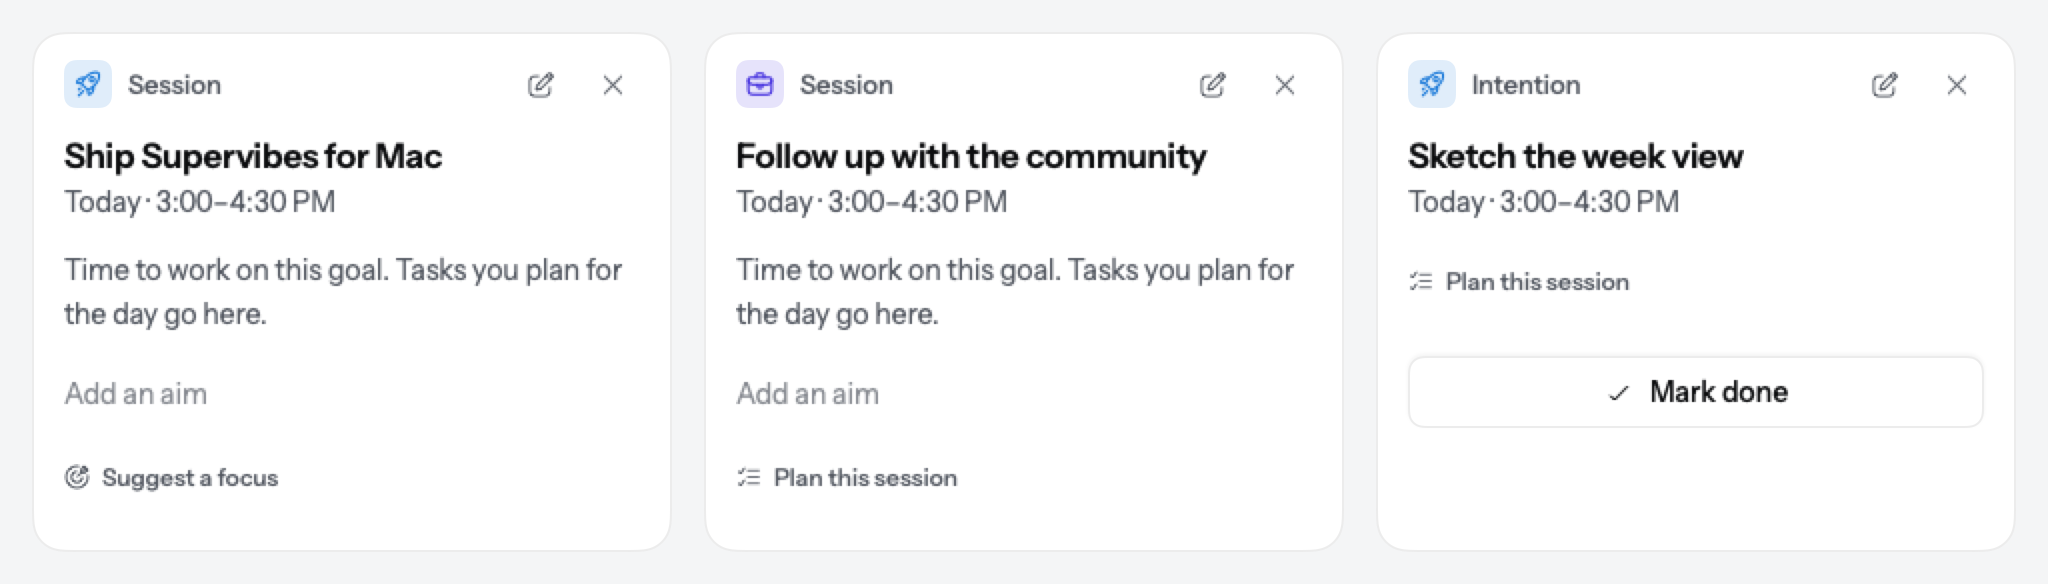 Session
Ship Supervibes for Mac
Today · 3:00–4:30 PM
Time to work on this goal. Tasks you plan for
the day go here.
Add an aim
Suggest a focus
Session
Follow up with the community
Today · 3:00–4:30 PM
Time to work on this goal. Tasks you plan for
the day go here.
Add an aim
Plan this session
Intention
Sketch the week view
Today · 3:00–4:30 PM
Plan this session
Mark done